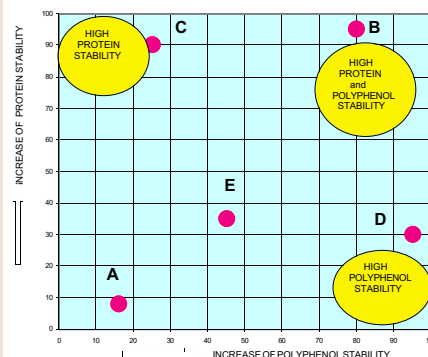 INCREASE OF PROTEIN STABILITY
100
90
80
70
60
50
40
30
20
10
0
HIGH
PROTEIN
STABILITY
C
B
HIGH
PROTEIN
and
POLYPHENOL
STABILITY
E
D
A
HIGH
POLYPHENOL
STABILITY
0 10 20 30 40 50 60 70 80 90
INCREASE OF POLYPHENOL STABILITY